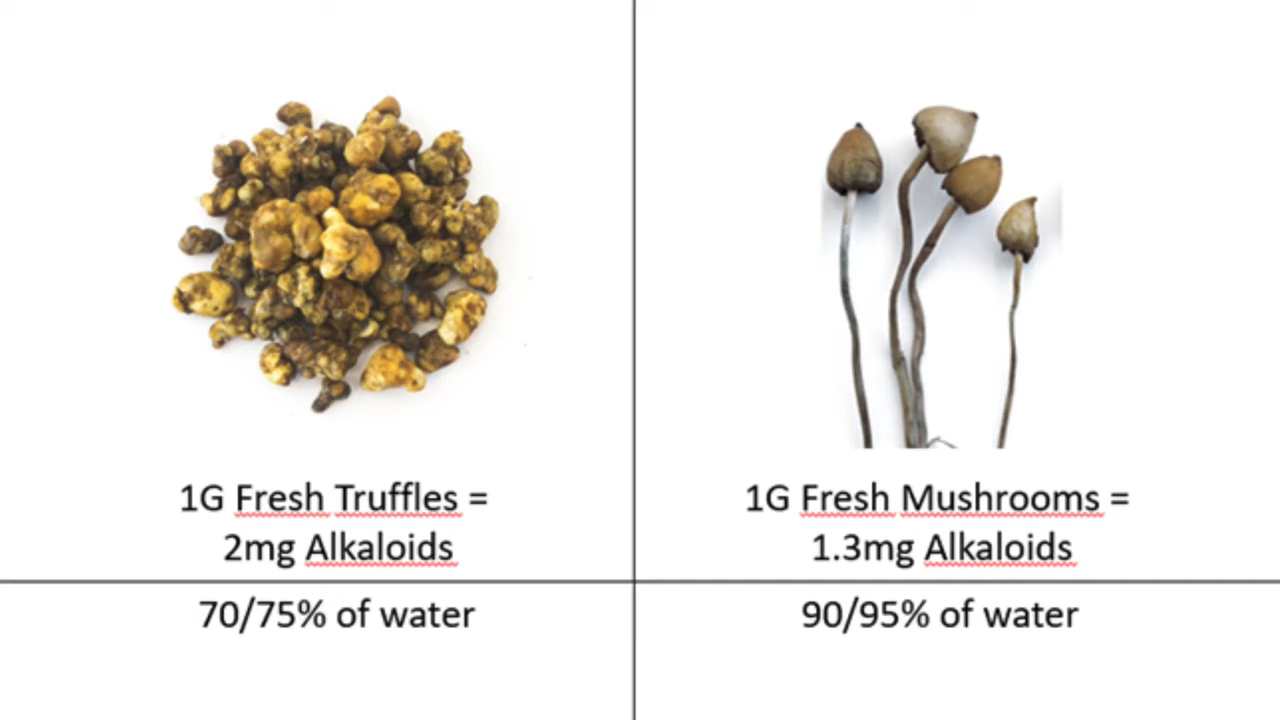 1G Fresh Truffles =
2mg Alkaloids
1G Fresh Mushrooms =
1.3mg Alkaloids
70/75% of water
90/95% of water